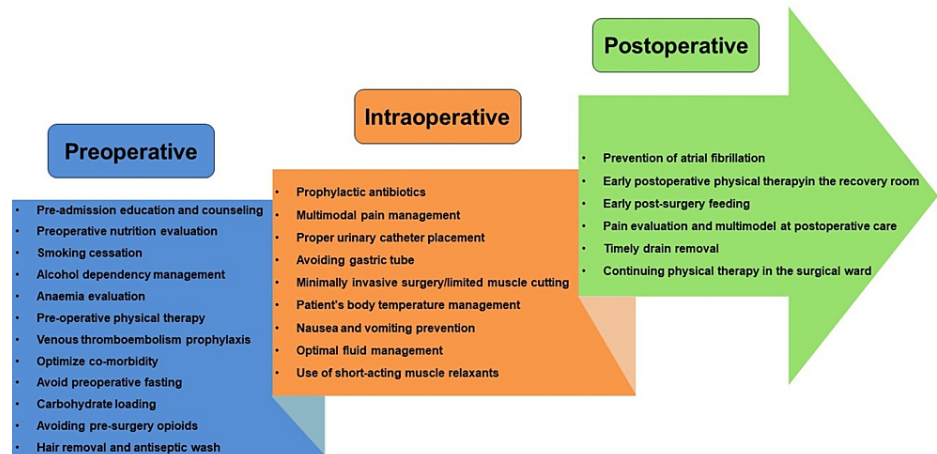 Preoperative
• Pre-admission education and counseling
• Preoperative nutrition evaluation
• Smoking cessation
• Alcohol dependency management
• Anaemia evaluation
• Pre-operative physical therapy
• Venous thromboembolism prophylaxis
• Optimize co-morbidity
• Avoid preoperative fasting
• Carbohydrate loading
• Avoiding pre-surgery opioids
• Hair removal and antiseptic wash
Intraoperative
• Prophylactic antibiotics
• Multimodal pain management
• Proper urinary catheter placement
• Avoiding gastric tube
• Minimally invasive surgery/limited muscle cutting
• Patient's body temperature management
• Nausea and vomiting prevention
• Optimal fluid management
• Use of short-acting muscle relaxants
Postoperative
• Prevention of atrial fibrillation
• Early postoperative physical therapyin the recovery room
• Early post-surgery feeding
• Pain evaluation and multimodel at postoperative care
• Timely drain removal
• Continuing physical therapy in the surgical ward